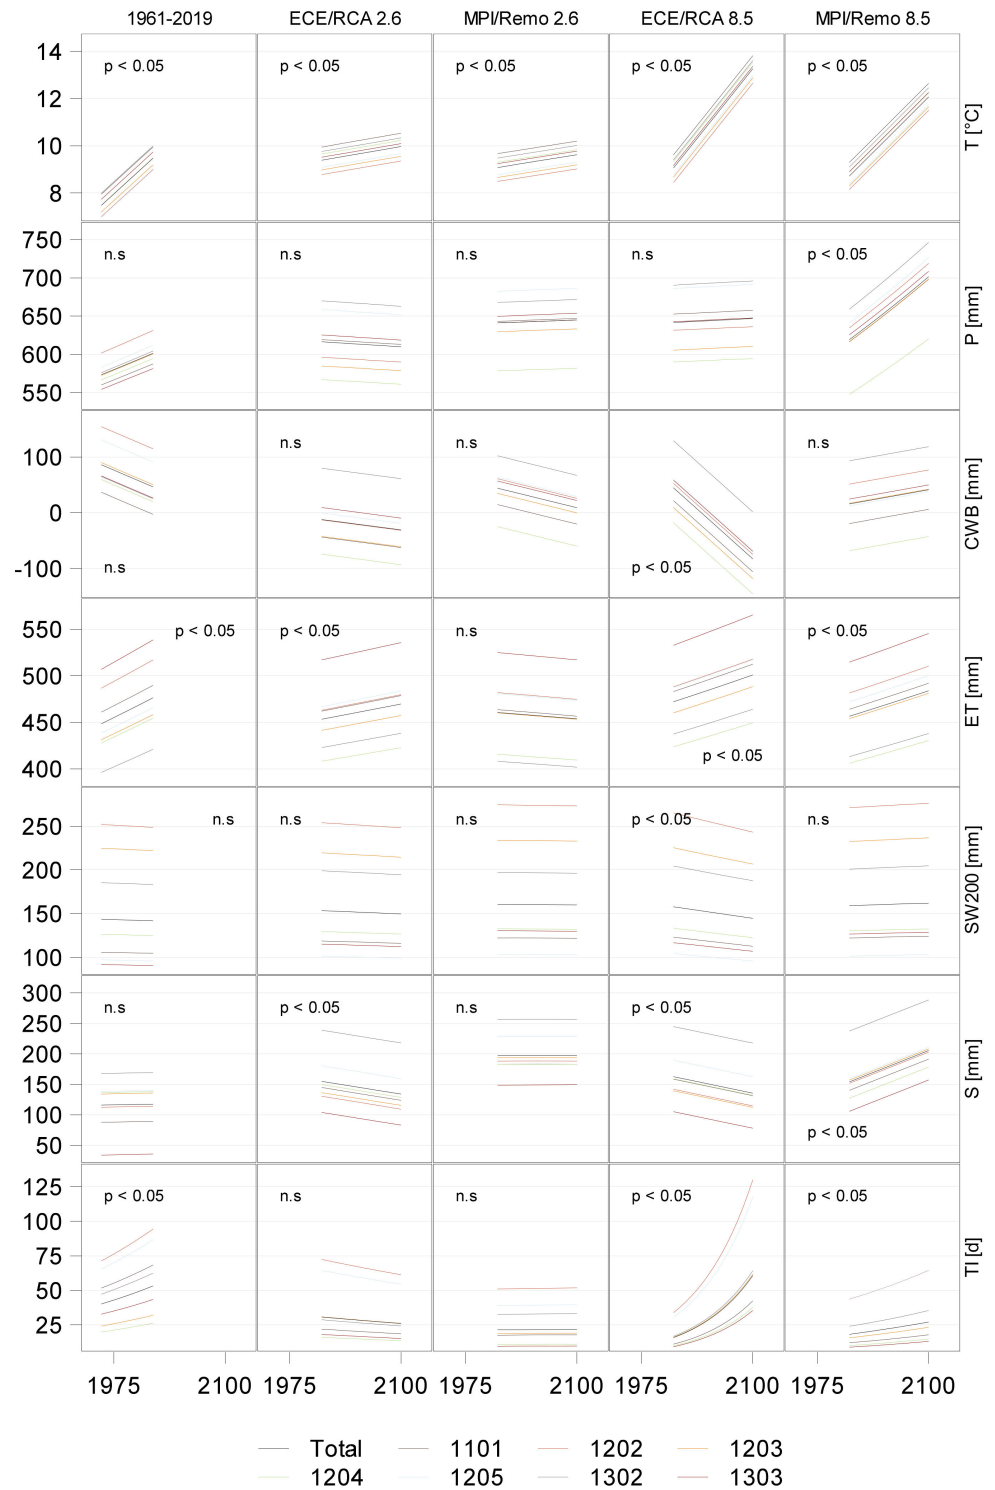 1961-2019 ECE/RCA 2.6 MPI/Remo 2.6 ECE/RCA 8.5 MPI/Remo 8.5
14
12
10
8
p < 0.05 p < 0.05 p < 0.05 p < 0.05 p < 0.05
T [°C]
750
700
650
600
550
n.s n.s n.s n.s p < 0.05
P [mm]
100
0
-100
n.s n.s n.s p < 0.05 n.s
CWB [mm]
550
500
450
400
p < 0.05 p < 0.05 n.s p < 0.05 p < 0.05
ET [mm]
250
200
150
100
n.s n.s n.s p < 0.05 n.s
SW200 [mm]
300
250
200
150
100
50
n.s p < 0.05 n.s p < 0.05 p < 0.05
S [mm]
125
100
75
50
25
p < 0.05 n.s n.s p < 0.05 p < 0.05
TI [d]
1975 2100 1975 2100 1975 2100 1975 2100 1975 2100
Total 1101 1202 1203
1204 1205 1302 1303